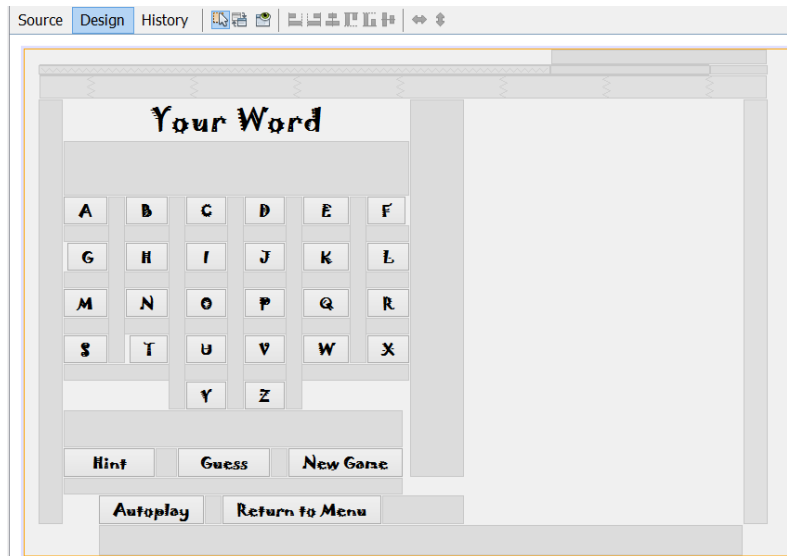 Source Design History
Your Word
A B C D E F
G H I J K L
M N O P Q R
S T U V W X
Y Z
Hint Guess New Game
Autoplay Return to Menu